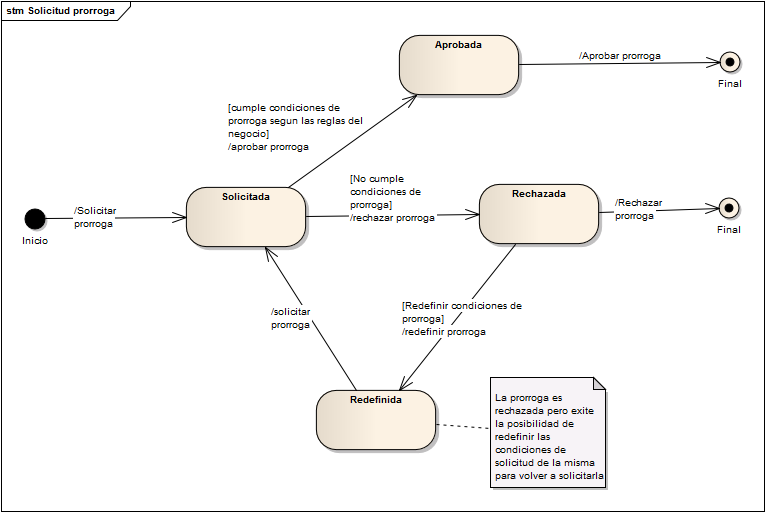 stm Solicitud prorroga
Aprobada
/Aprobar prorroga
Final
[cumple condiciones de
prorroga segun las reglas del
negocio]
/aprobar prorroga
Solicitada
[No cumple
condiciones de
prorroga]
/rechazar prorroga
Rechazada
/Rechazar
prorroga
Final
/Solicitar
prorroga
Inicio
/solicitar
prorroga
[Redefinir condiciones de
prorroga]
/redefinir prorroga
Redefinida
La prorroga es
rechazada pero exite
la posibilidad de
redefinir las
condiciones de
solicitud de la misma
para volver a solicitarla